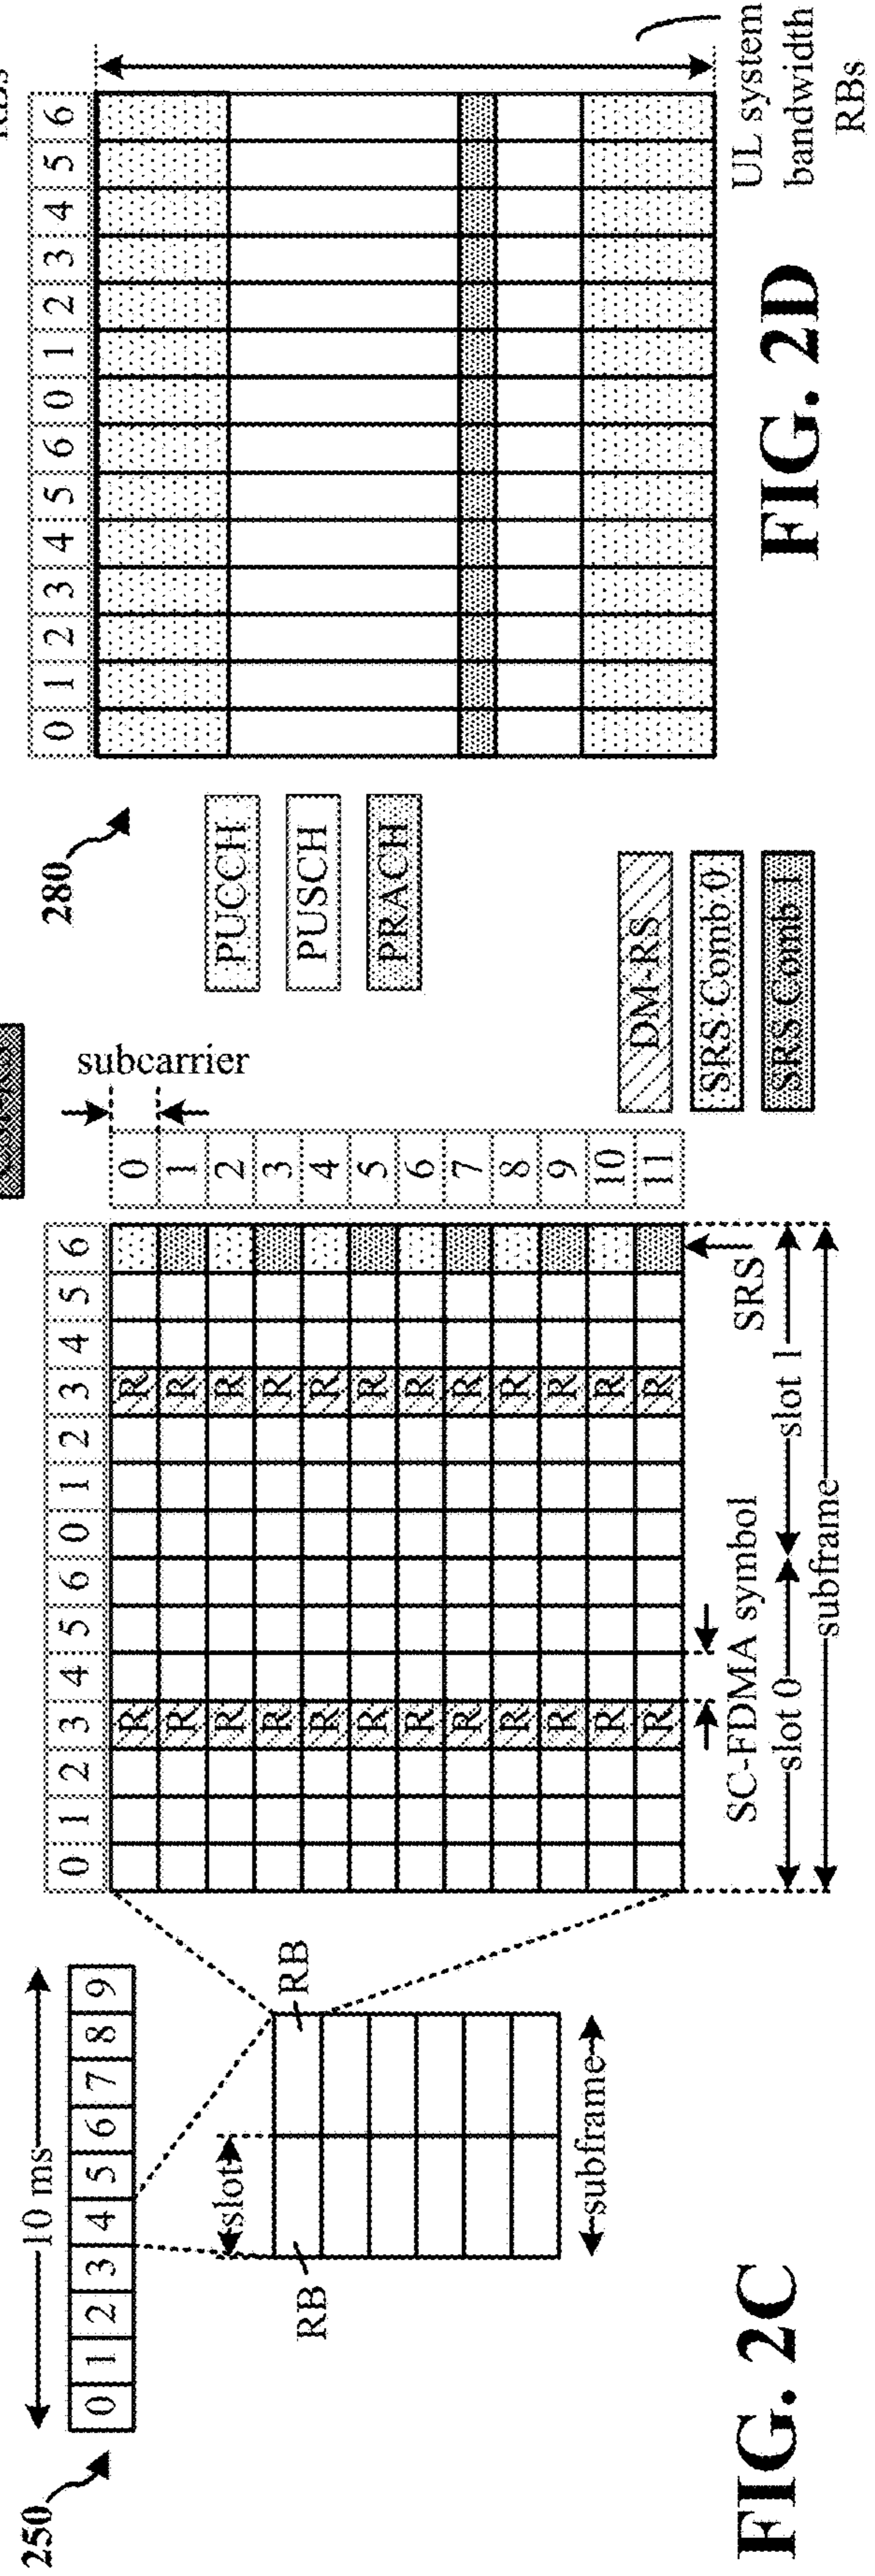 250
10 ms
0 1 2 3 4 5 6 7 8 9
RB
slot
RB
subframe
0 1 2 3 4 5 6 0 1 2 3 4 5 6
subcarrier
0
1
2
3
4
5
6
7
8
9
10
11
R R
R R
R R
R R
R R
R R
R R
R R
R R
R R
R R
R R
SC-FDMA symbol
SRS
slot 0
slot 1
subframe
DM-RS
SRS Comb 0
SRS Comb 1
FIG. 2C
280
PUCCH
PUSCH
PRACH
0 1 2 3 4 5 6 0 1 2 3 4 5 6
UL system
bandwidth
RBs
FIG. 2D